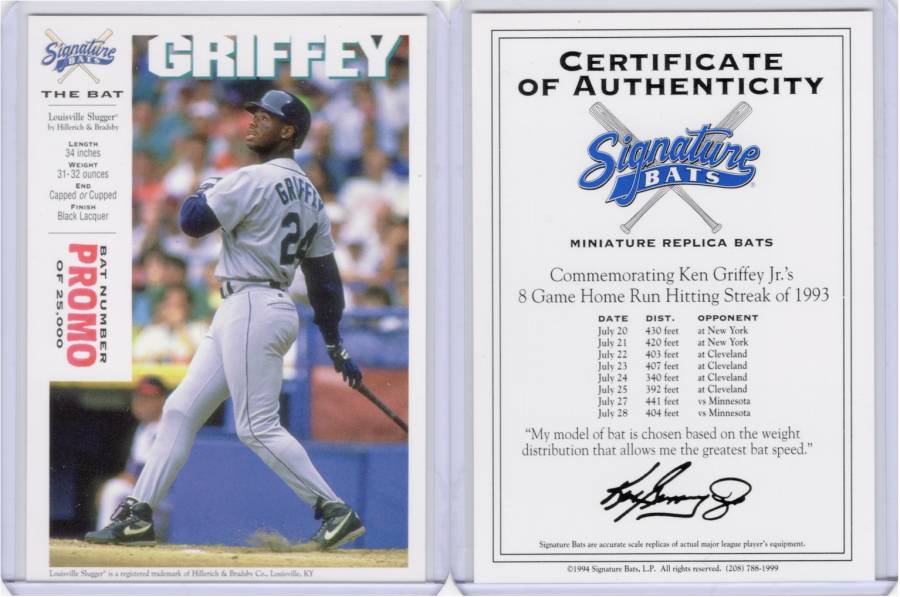 Signature
BATS
THE BAT
Louisville Slugger®
by Hillerich & Bradsby
LENGTH
34 inches
WEIGHT
31-32 ounces
END
Capped or Cupped
FINISH
Black Lacquer
BAT NUMBER
PROMO
OF 25,000
GRIFFEY
GRIFFEY
24
Louisville Slugger® is a registered trademark of Hillerich & Bradsby Co., Louisville, KY
CERTIFICATE
OF AUTHENTICITY
Signature
BATS®
MINIATURE REPLICA BATS
Commemorating Ken Griffey Jr.'s
8 Game Home Run Hitting Streak of 1993
DATE DIST. OPPONENT
July 20 430 feet at New York
July 21 420 feet at New York
July 22 403 feet at Cleveland
July 23 407 feet at Cleveland
July 24 340 feet at Cleveland
July 25 392 feet at Cleveland
July 27 441 feet vs Minnesota
July 28 404 feet vs Minnesota
“My model of bat is chosen based on the weight
distribution that allows me the greatest bat speed.”
Signature Bats are accurate scale replicas of actual major league player's equipment.
©1994 Signature Bats, L.P. All rights reserved. (208) 788-1999